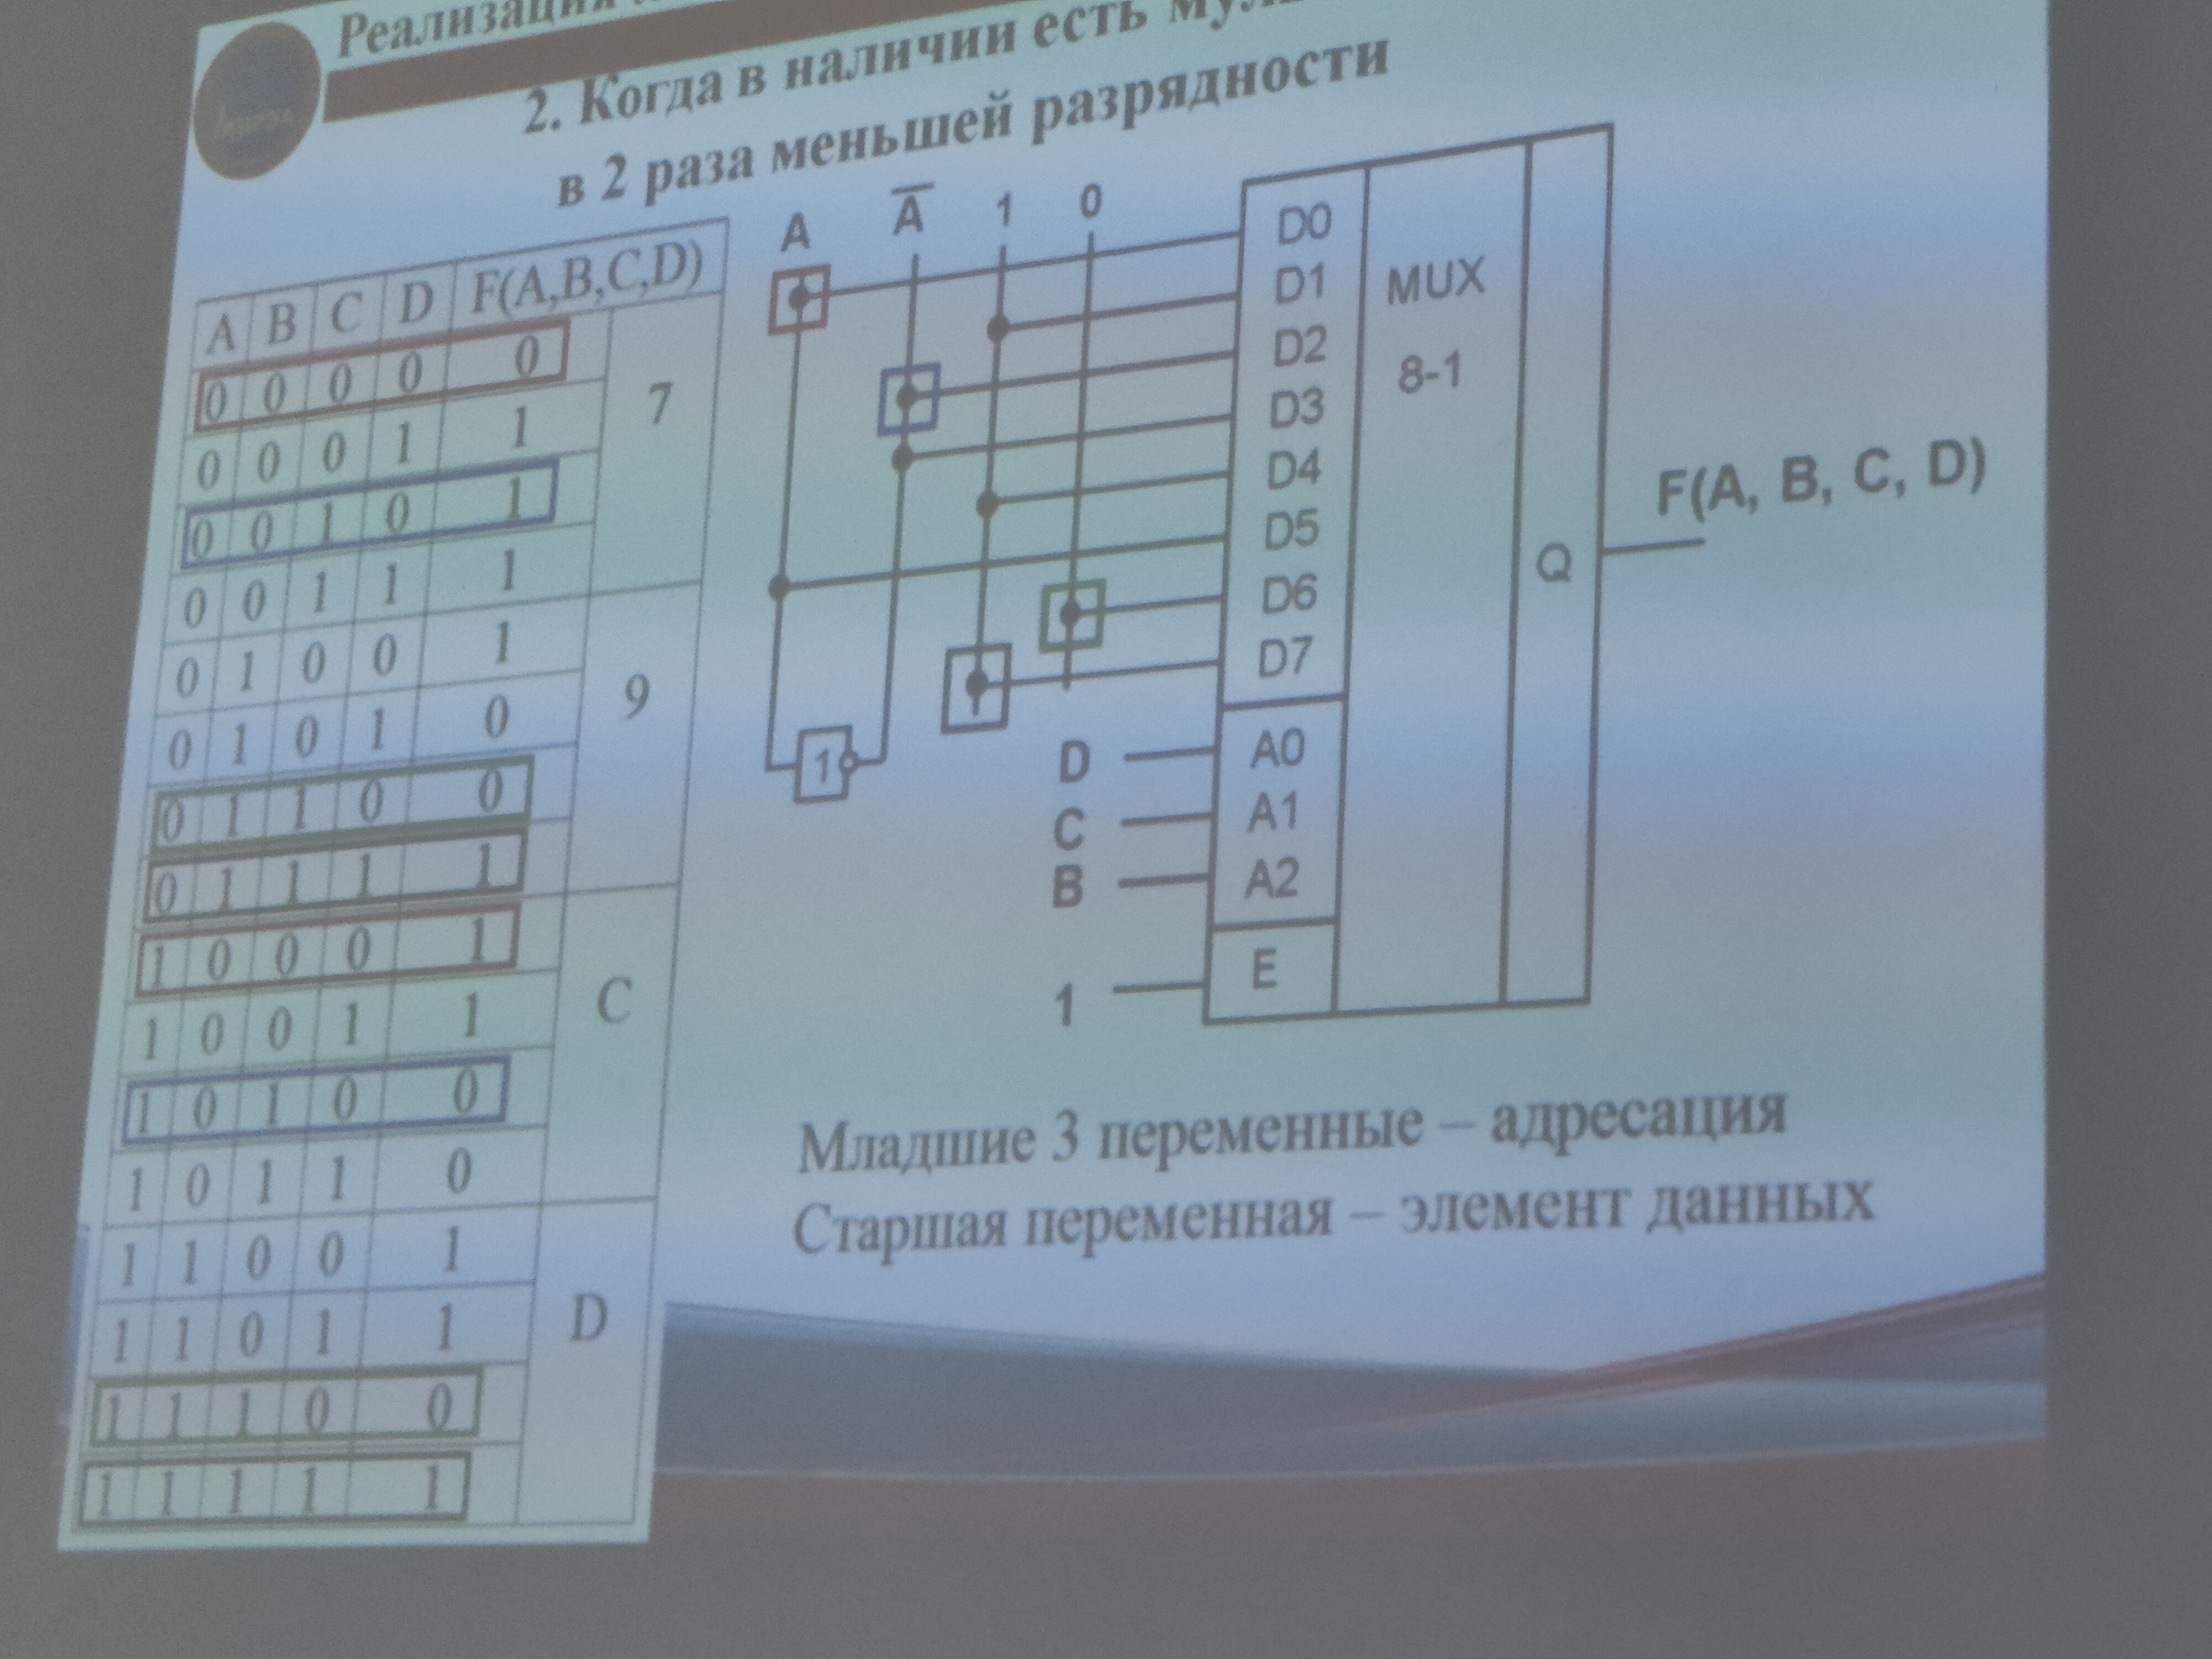 2. Когда в наличии есть
в 2 раза меньшей разрядности
A B C D F(A,B,C,D)
0 0 0 0 0
0 0 0 1 1
7
0 0 1 0 1
0 0 1 1 1
0 1 0 0 1
0 1 0 1 0
9
0 1 1 0 0
0 1 1 1 1
1 0 0 0 1
1 0 0 1 1
C
1 0 1 0 0
1 0 1 1 0
1 1 0 0 1
1 1 0 1 1
D
1 1 1 0 0
1 1 1 1 1
A A̅ 1 0
1
D0
D1
D2
D3
D4
D5
D6
D7
MUX
8-1
D A0
C A1
B A2
1 E
Q
F(A, B, C, D)
Младшие 3 переменные – адресация
Старшая переменная – элемент данных